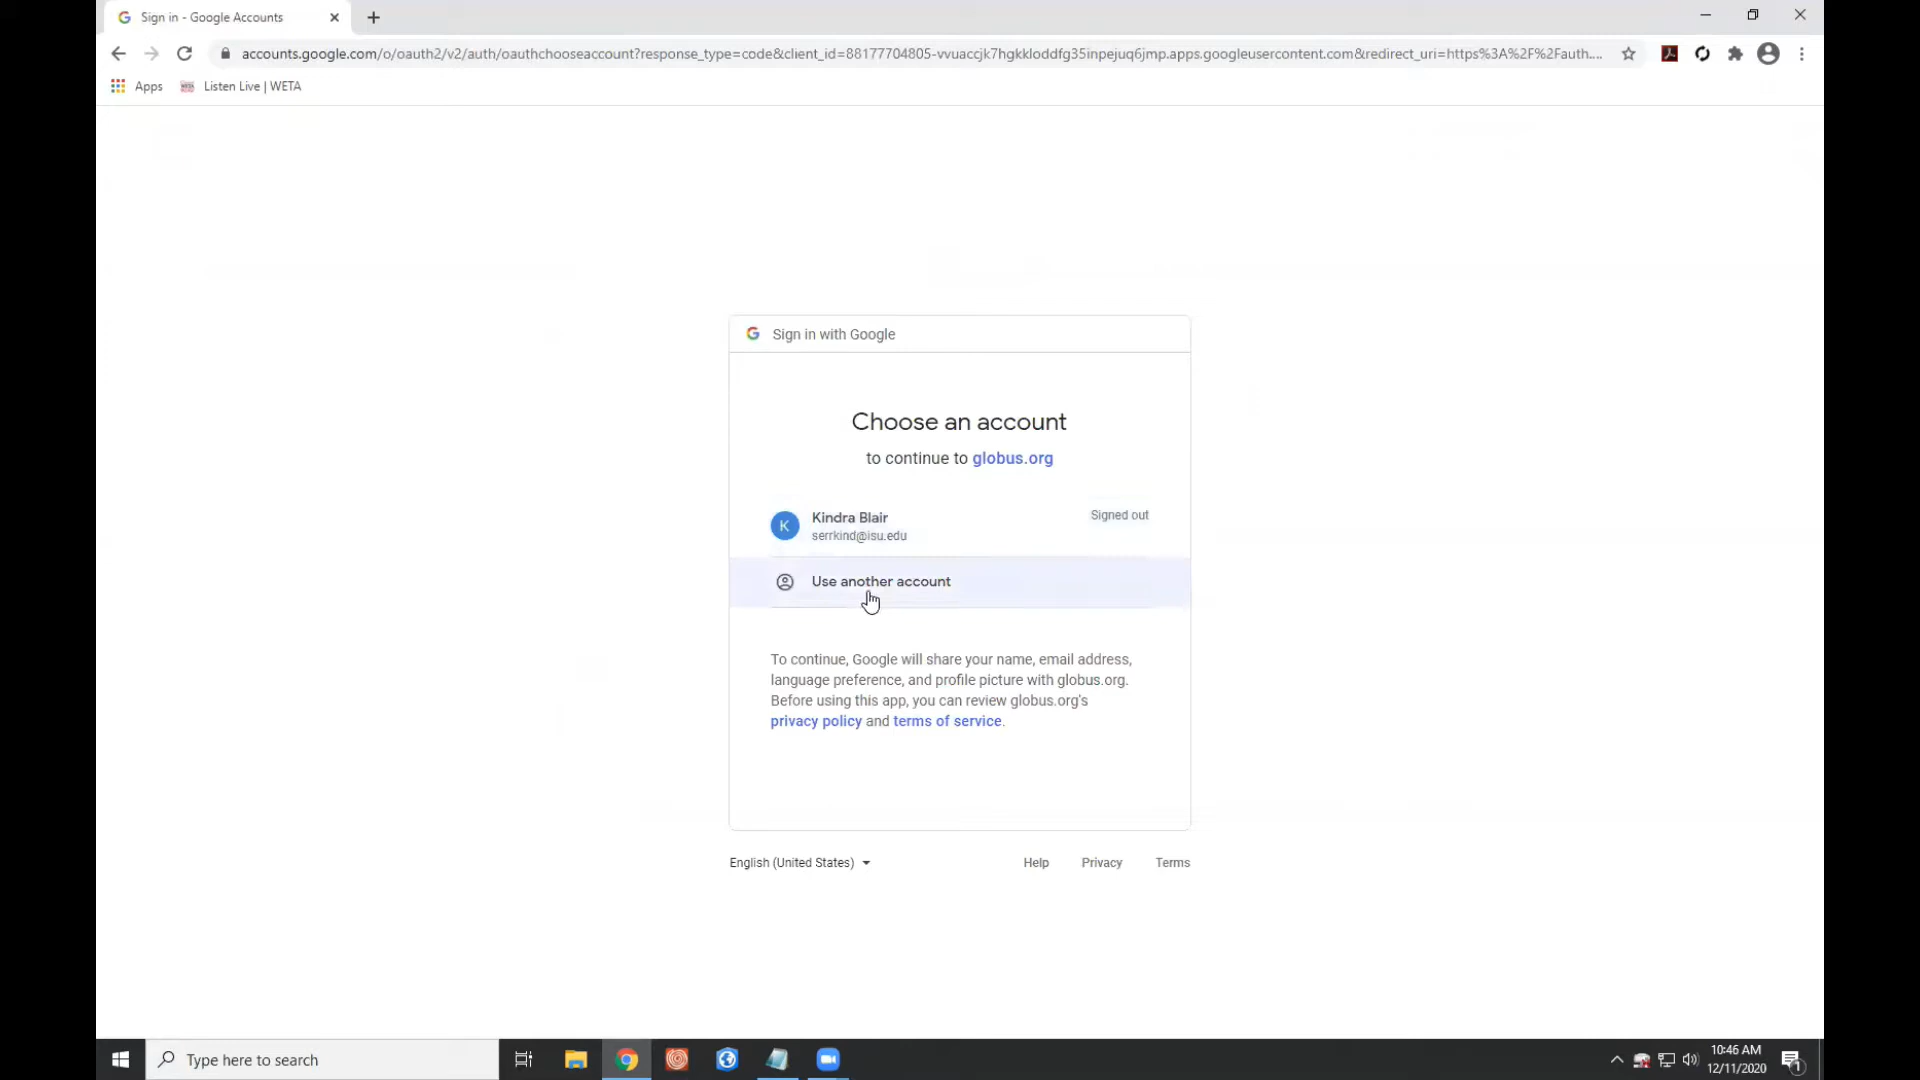 Sign in - Google Accounts
accounts.google.com/o/oauth2/v2/auth/oauthchooseaccount?response_type=code&client_id=88177704805-vvuaccjk7hgkkloddfg35inpejuq6jmp.apps.googleusercontent.com&redirect_uri=https%3A%2F%2Fauth....
Apps
Listen Live | WETA
Sign in with Google
Choose an account
to continue to globus.org
K
Kindra Blair
Signed out
serrkind@isu.edu
Use another account
To continue, Google will share your name, email address,
language preference, and profile picture with globus.org.
Before using this app, you can review globus.org's
privacy policy and terms of service.
English (United States)
Help
Privacy
Terms
Type here to search
10:46 AM
12/11/2020
1